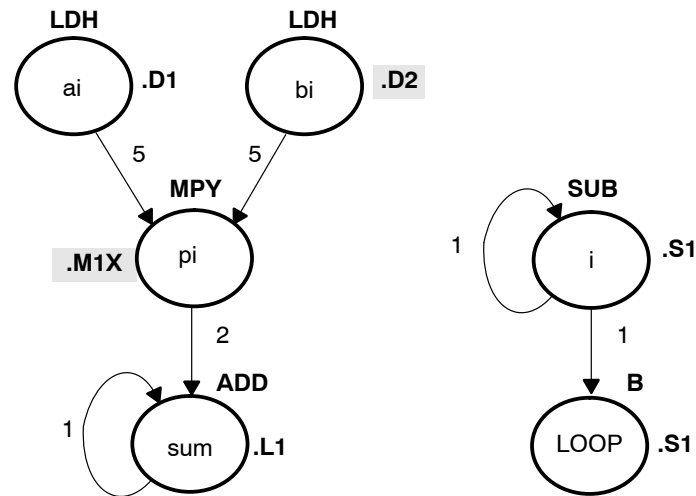 LDH
LDH
ai
.D1
bi
.D2
5
5
MPY
SUB
.M1X
pi
1
i
.S1
2
1
ADD
B
1
sum
.L1
LOOP
.S1